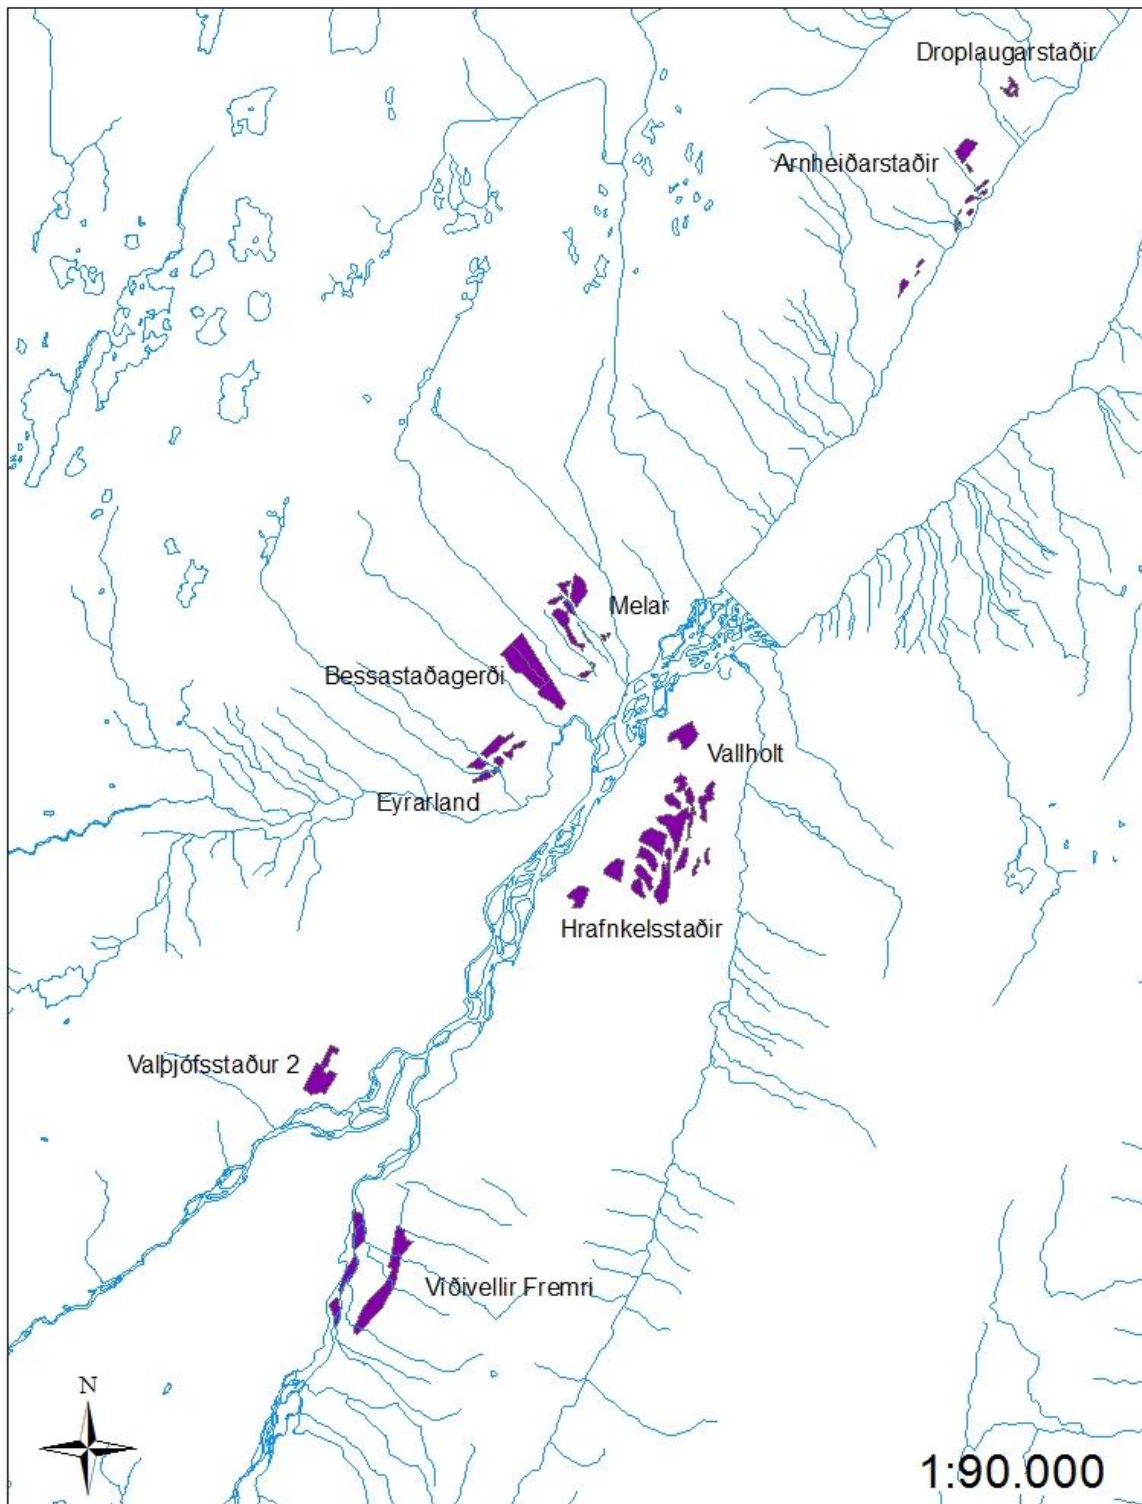 Droplaugarstaðir
Arnheiðarstaðir
Melar
Bessastaðagerði
Vallholt
Eyrarland
Hrafnkelsstaðir
Valþjófsstaður 2
Víðivellir Fremri
N
1:90.000